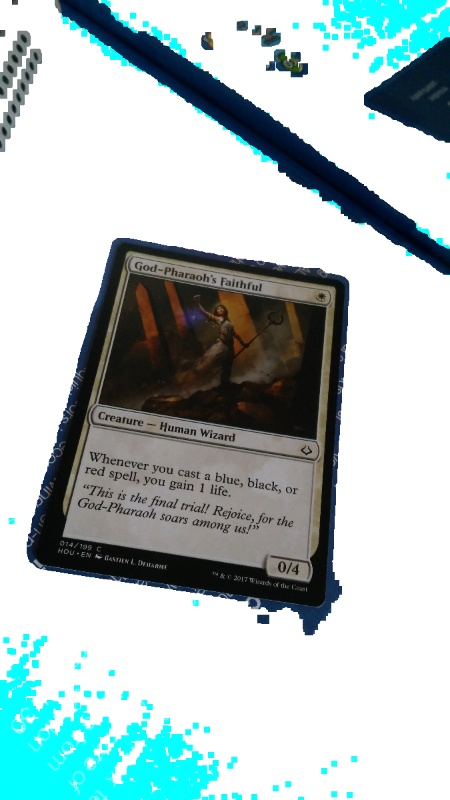 God-Pharaoh's Faithful
Creature — Human Wizard
Whenever you cast a blue, black, or
red spell, you gain 1 life.
"This is the final trial! Rejoice, for the
God-Pharaoh soars among us!"
0/4
014/199 C
HOU • EN Bastien L. Deharme
™ & © 2017 Wizards of the Coast